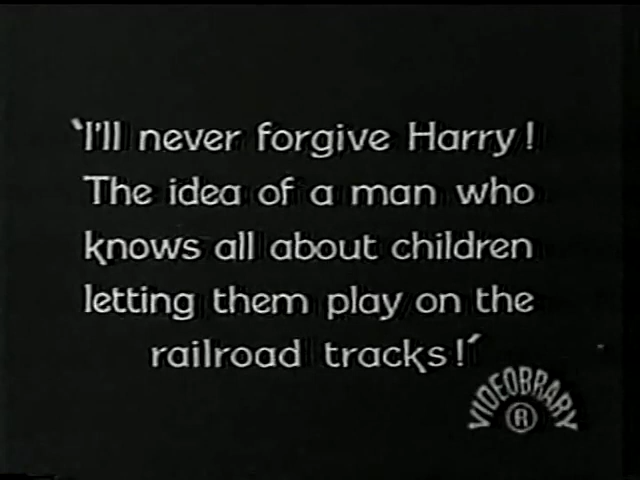 ‛I'll never forgive Harry!
The idea of a man who
knows all about children
letting them play on the
railroad tracks!´
VIDEOBRARY
®